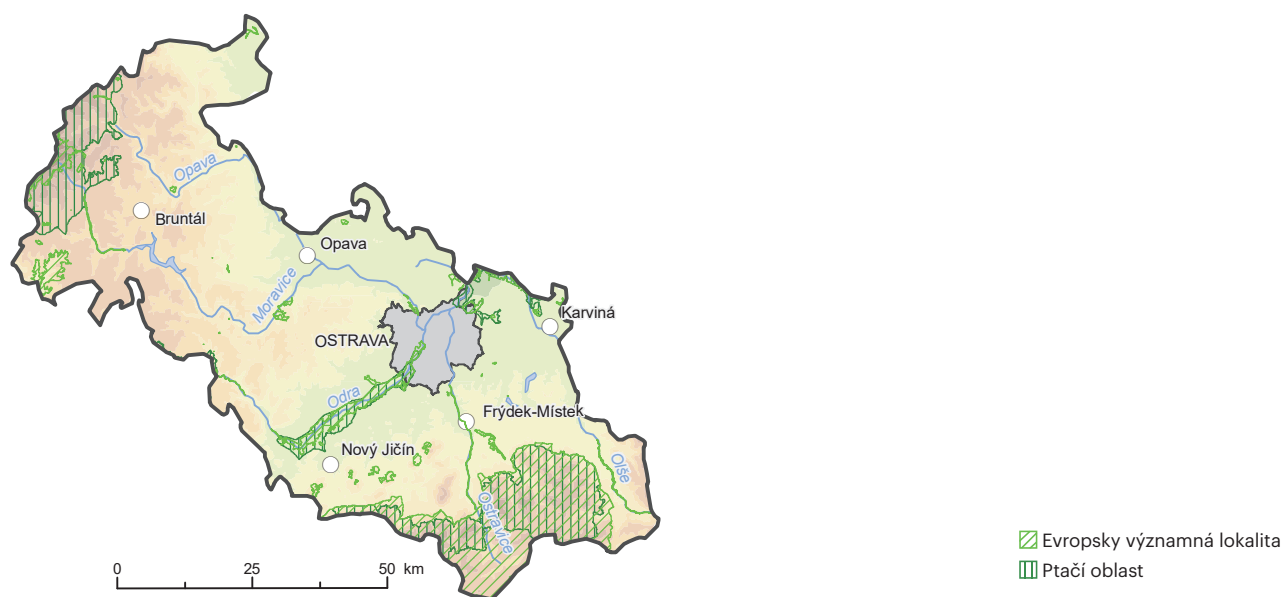 Opava
Bruntál
Opava
Moravice
Karviná
OSTRAVA
Odra
Frýdek-Místek
Nový Jičín
Olše
Ostravice
0 25 50 km
Evropsky významná lokalita
Ptačí oblast